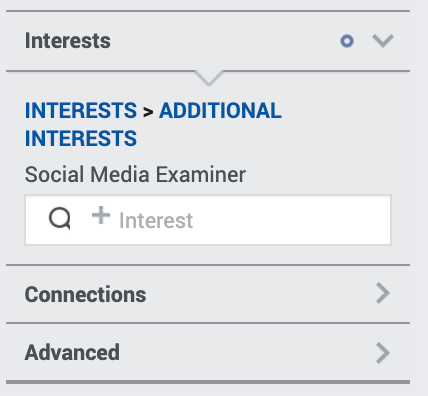 Interests
INTERESTS > ADDITIONAL
INTERESTS
Social Media Examiner
+ Interest
Connections
Advanced